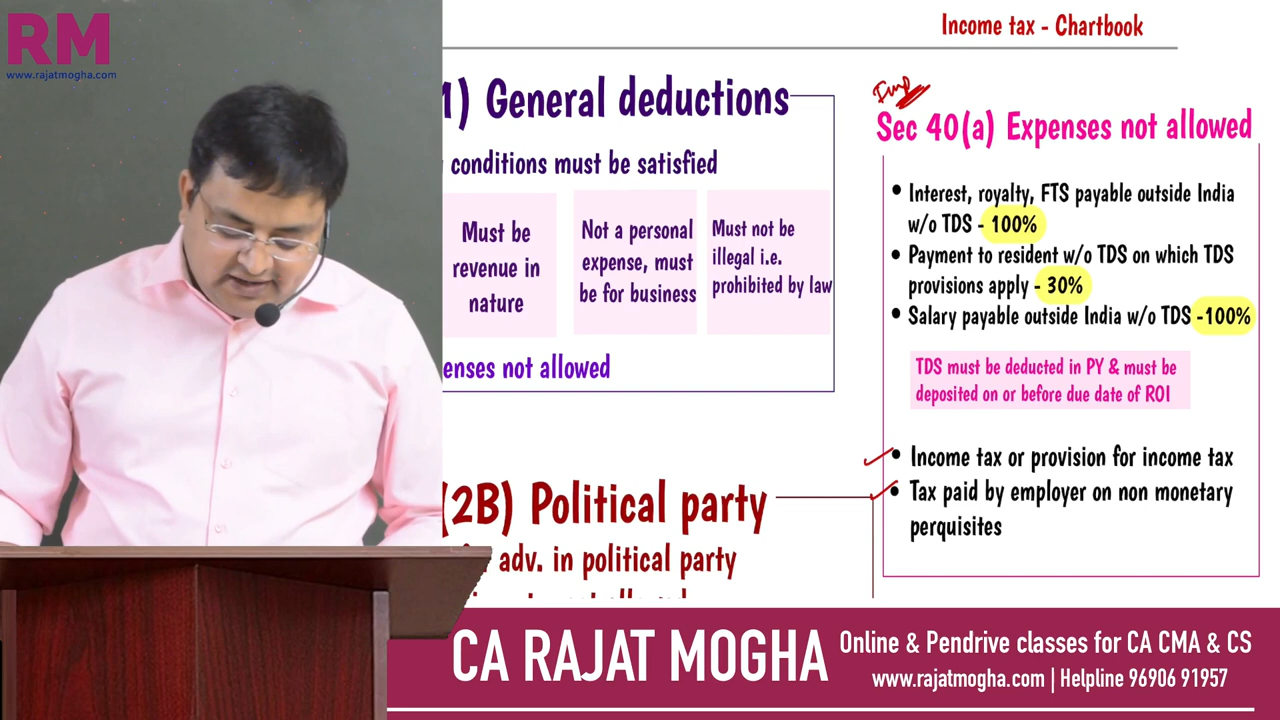 RM
www.rajatmogha.com
Income tax - Chartbook
1) General deductions
conditions must be satisfied
Must be
revenue in
nature
Not a personal
expense, must
be for business
Must not be
illegal i.e.
prohibited by law
enses not allowed
(2B) Political party
adv. in political party
Imp
Sec 40(a) Expenses not allowed
• Interest, royalty, FTS payable outside India
w/o TDS - 100%
• Payment to resident w/o TDS on which TDS
provisions apply - 30%
• Salary payable outside India w/o TDS -100%
TDS must be deducted in PY & must be
deposited on or before due date of ROI
• Income tax or provision for income tax
• Tax paid by employer on non monetary
perquisites
CA RAJAT MOGHA
Online & Pendrive classes for CA CMA & CS
www.rajatmogha.com | Helpline 96906 91957